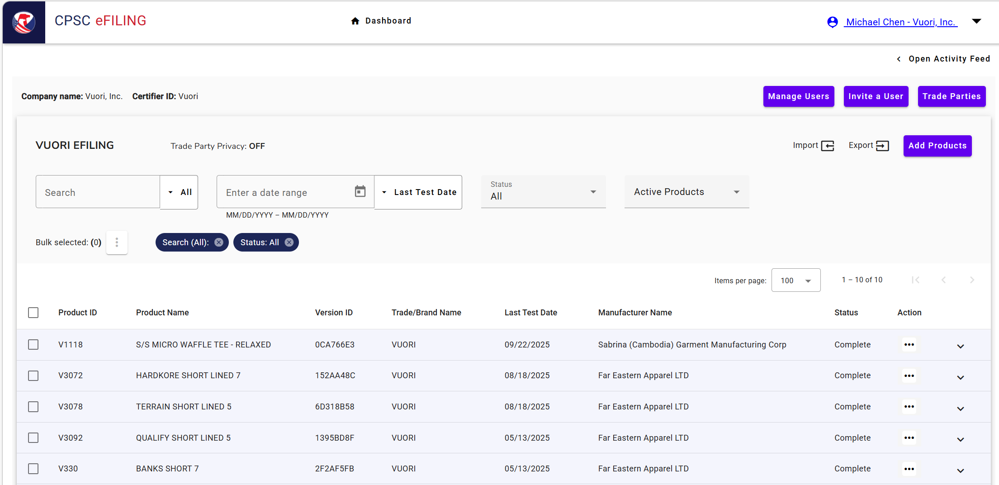 CPSC eFILING
Dashboard
Michael Chen - Vuori, Inc.
Open Activity Feed
Company name: Vuori, Inc. Certifier ID: Vuori
Manage Users
Invite a User
Trade Parties
VUORI EFILING
Trade Party Privacy: OFF
Import
Export
Add Products
Search
All
Enter a date range
Last Test Date
MM/DD/YYYY – MM/DD/YYYY
Status
All
Active Products
Bulk selected: (0)
Search (All):
Status: All
Items per page: 100
1 – 10 of 10
Product ID Product Name Version ID Trade/Brand Name Last Test Date Manufacturer Name Status Action
V1118 S/S MICRO WAFFLE TEE - RELAXED 0CA766E3 VUORI 09/22/2025 Sabrina (Cambodia) Garment Manufacturing Corp Complete
V3072 HARDKORE SHORT LINED 7 152AA48C VUORI 08/18/2025 Far Eastern Apparel LTD Complete
V3078 TERRAIN SHORT LINED 5 6D318B58 VUORI 08/18/2025 Far Eastern Apparel LTD Complete
V3092 QUALIFY SHORT LINED 5 1395BD8F VUORI 05/13/2025 Far Eastern Apparel LTD Complete
V330 BANKS SHORT 7 2F2AF5FB VUORI 05/13/2025 Far Eastern Apparel LTD Complete